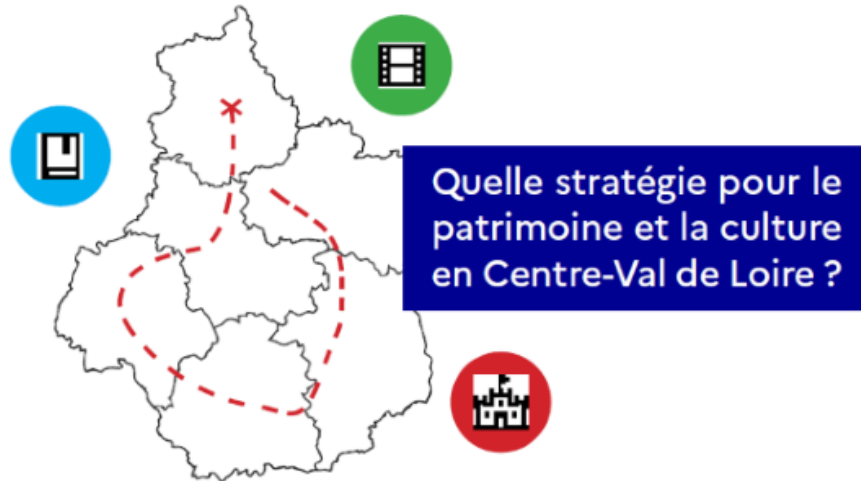 Quelle stratégie pour le
patrimoine et la culture
en Centre-Val de Loire ?